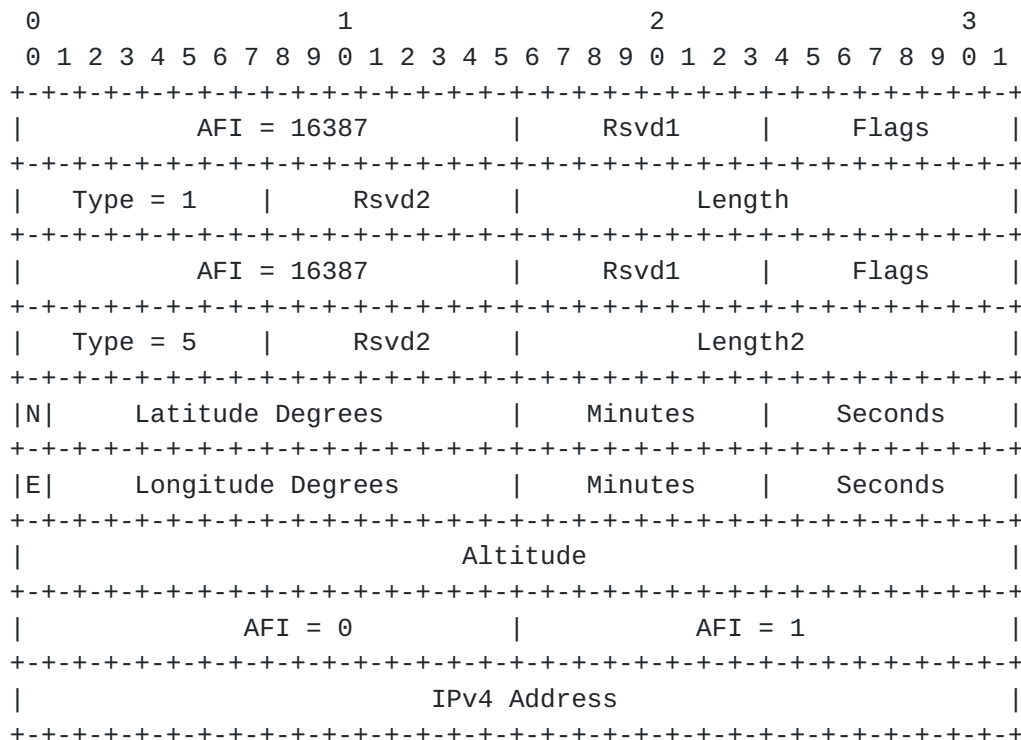 0                   1                   2                   3
 0 1 2 3 4 5 6 7 8 9 0 1 2 3 4 5 6 7 8 9 0 1 2 3 4 5 6 7 8 9 0 1
+-+-+-+-+-+-+-+-+-+-+-+-+-+-+-+-+-+-+-+-+-+-+-+-+-+-+-+-+-+-+-+-+
|           AFI = 16387         |     Rsvd1     |     Flags     |
+-+-+-+-+-+-+-+-+-+-+-+-+-+-+-+-+-+-+-+-+-+-+-+-+-+-+-+-+-+-+-+-+
|   Type = 1    |     Rsvd2     |           Length              |
+-+-+-+-+-+-+-+-+-+-+-+-+-+-+-+-+-+-+-+-+-+-+-+-+-+-+-+-+-+-+-+-+
|           AFI = 16387         |     Rsvd1     |     Flags     |
+-+-+-+-+-+-+-+-+-+-+-+-+-+-+-+-+-+-+-+-+-+-+-+-+-+-+-+-+-+-+-+-+
|   Type = 5    |     Rsvd2     |           Length2             |
+-+-+-+-+-+-+-+-+-+-+-+-+-+-+-+-+-+-+-+-+-+-+-+-+-+-+-+-+-+-+-+-+
|N|     Latitude Degrees        |    Minutes    |    Seconds    |
+-+-+-+-+-+-+-+-+-+-+-+-+-+-+-+-+-+-+-+-+-+-+-+-+-+-+-+-+-+-+-+-+
|E|     Longitude Degrees       |    Minutes    |    Seconds    |
+-+-+-+-+-+-+-+-+-+-+-+-+-+-+-+-+-+-+-+-+-+-+-+-+-+-+-+-+-+-+-+-+
|                            Altitude                           |
+-+-+-+-+-+-+-+-+-+-+-+-+-+-+-+-+-+-+-+-+-+-+-+-+-+-+-+-+-+-+-+-+
|              AFI = 0          |           AFI = 1             |
+-+-+-+-+-+-+-+-+-+-+-+-+-+-+-+-+-+-+-+-+-+-+-+-+-+-+-+-+-+-+-+-+
|                          IPv4 Address                         |
+-+-+-+-+-+-+-+-+-+-+-+-+-+-+-+-+-+-+-+-+-+-+-+-+-+-+-+-+-+-+-+-+